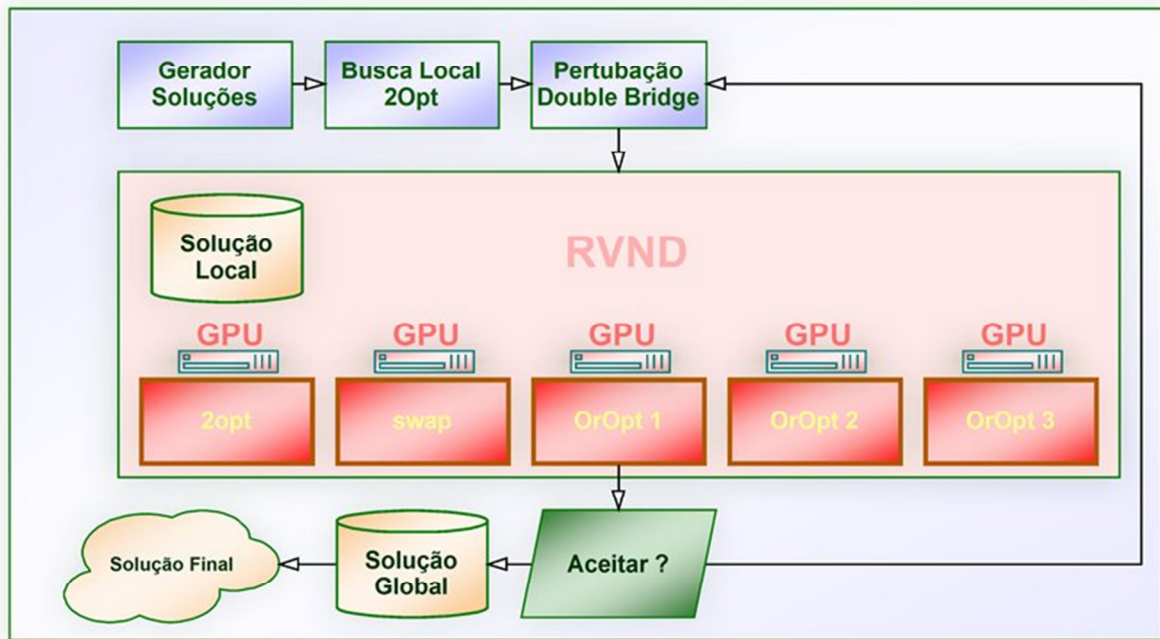 Gerador
Soluções
Busca Local
2Opt
Pertubação
Double Bridge
Solução
Local
RVND
GPU
GPU
GPU
GPU
GPU
2opt
swap
OrOpt 1
OrOpt 2
OrOpt 3
Solução Final
Solução
Global
Aceitar ?